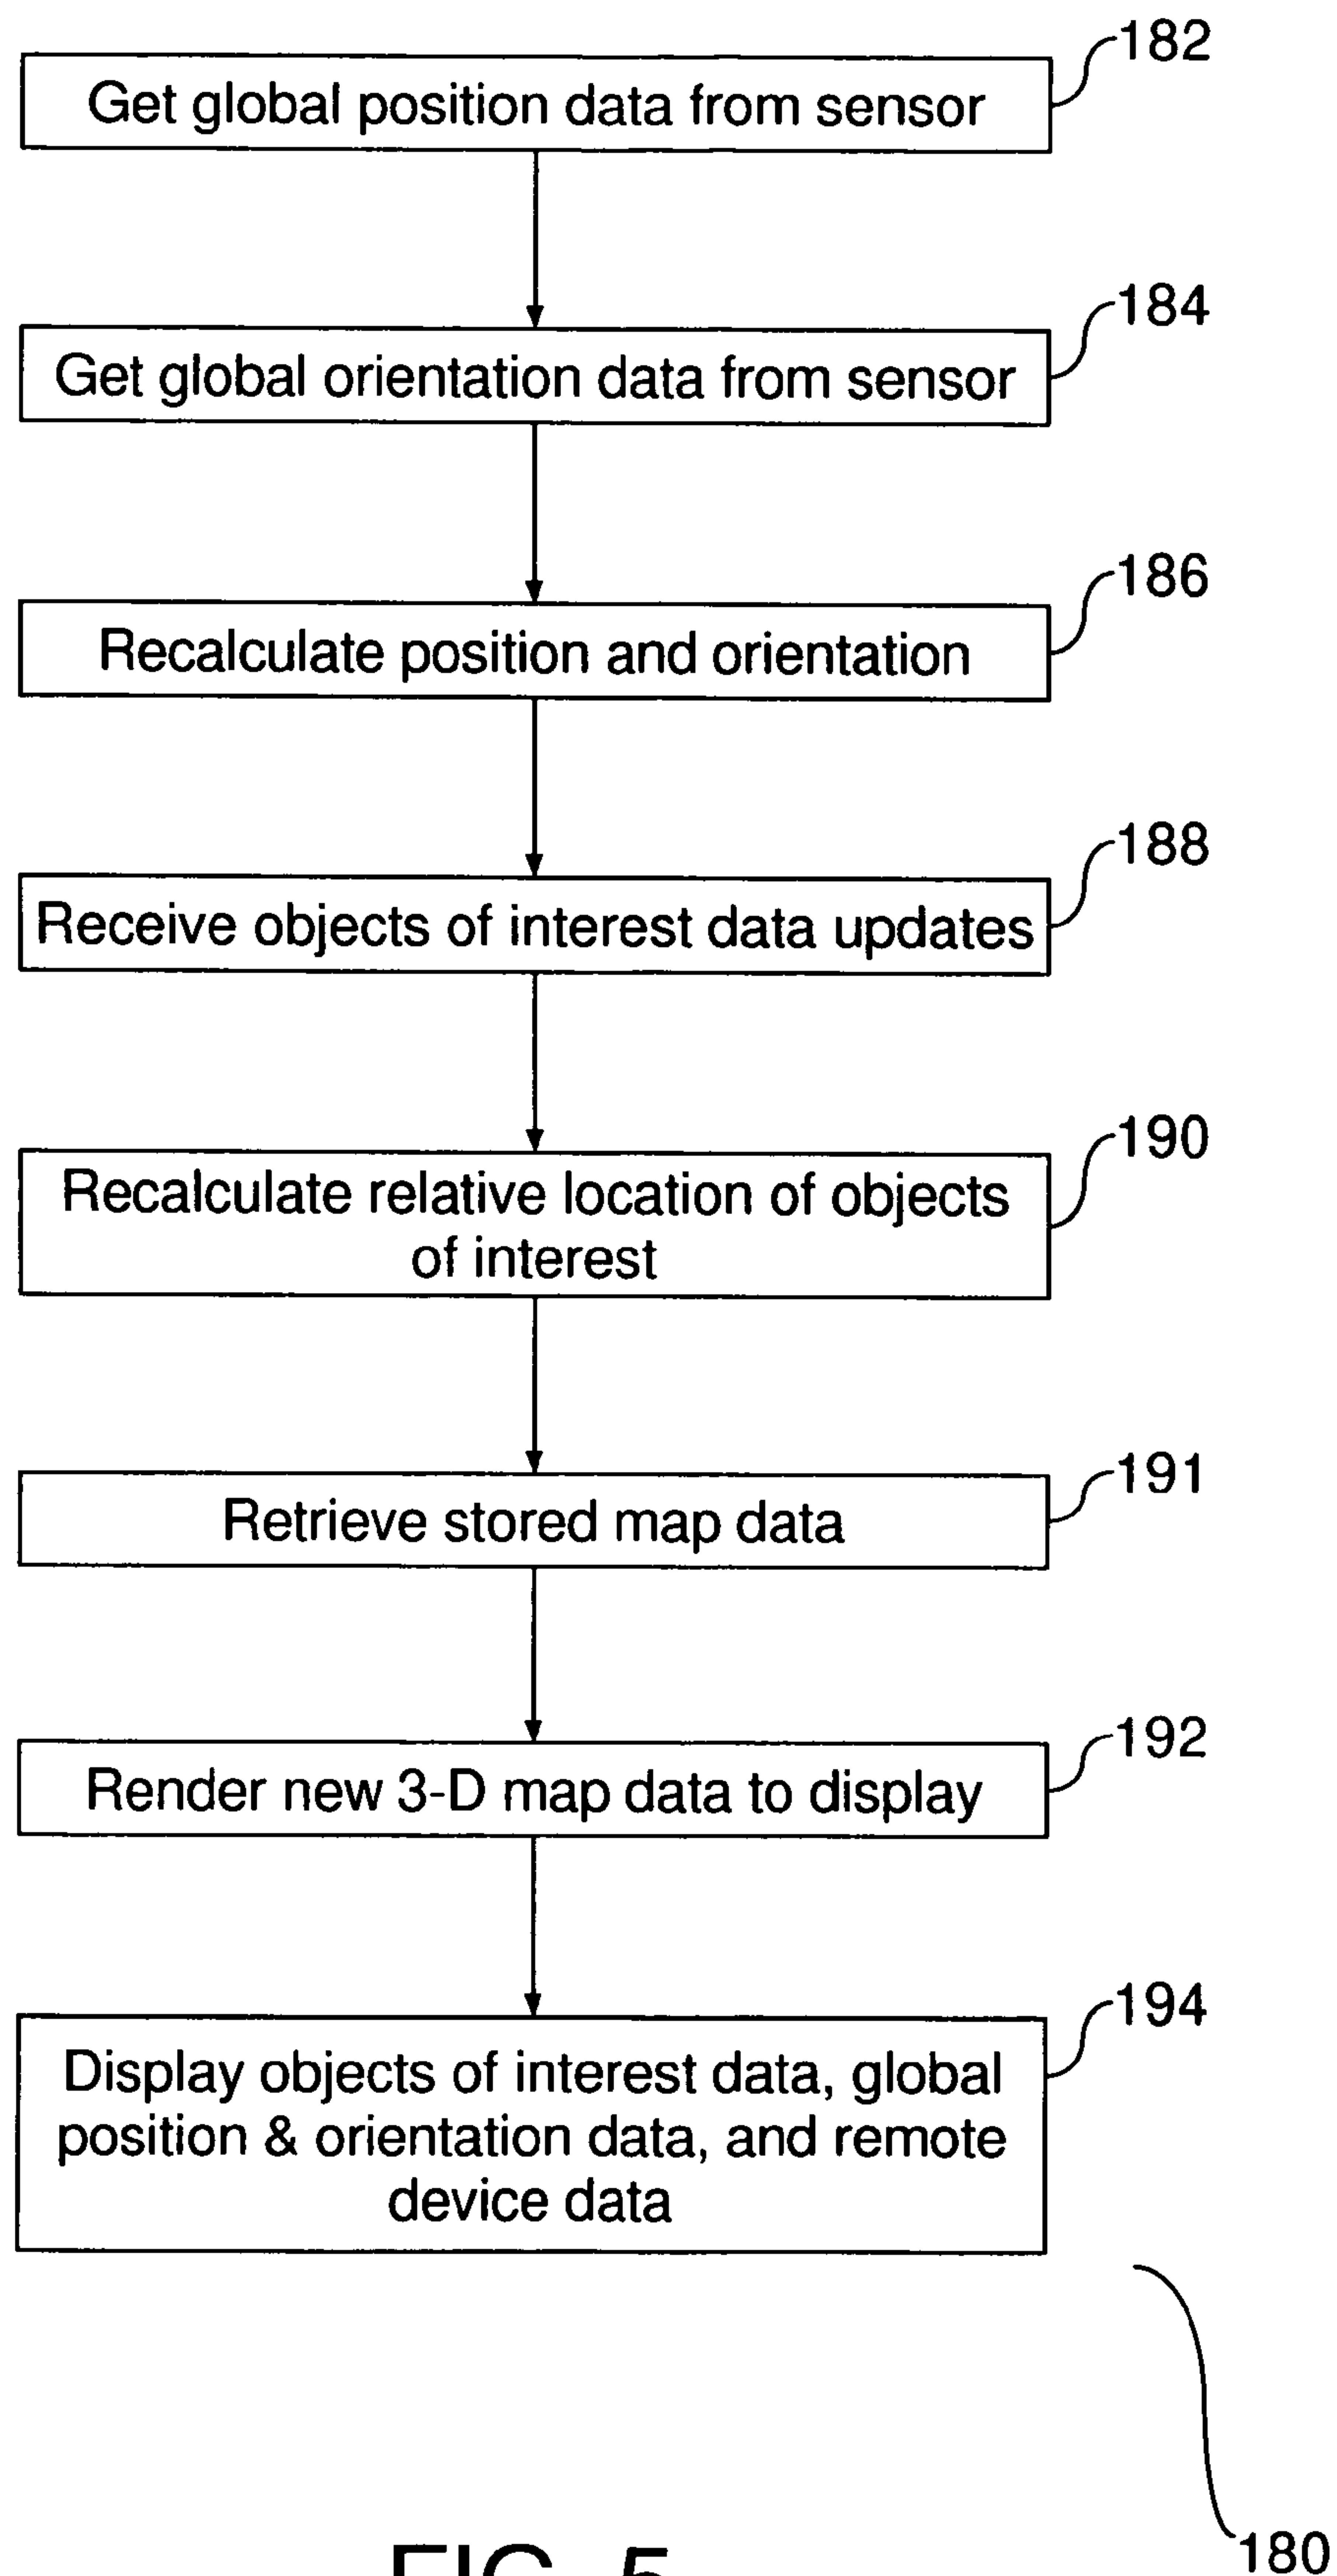 182
Get global position data from sensor
184
Get global orientation data from sensor
186
Recalculate position and orientation
188
Receive objects of interest data updates
190
Recalculate relative location of objects
of interest
191
Retrieve stored map data
192
Render new 3-D map data to display
194
Display objects of interest data, global
position & orientation data, and remote
device data
180
FIG. 5